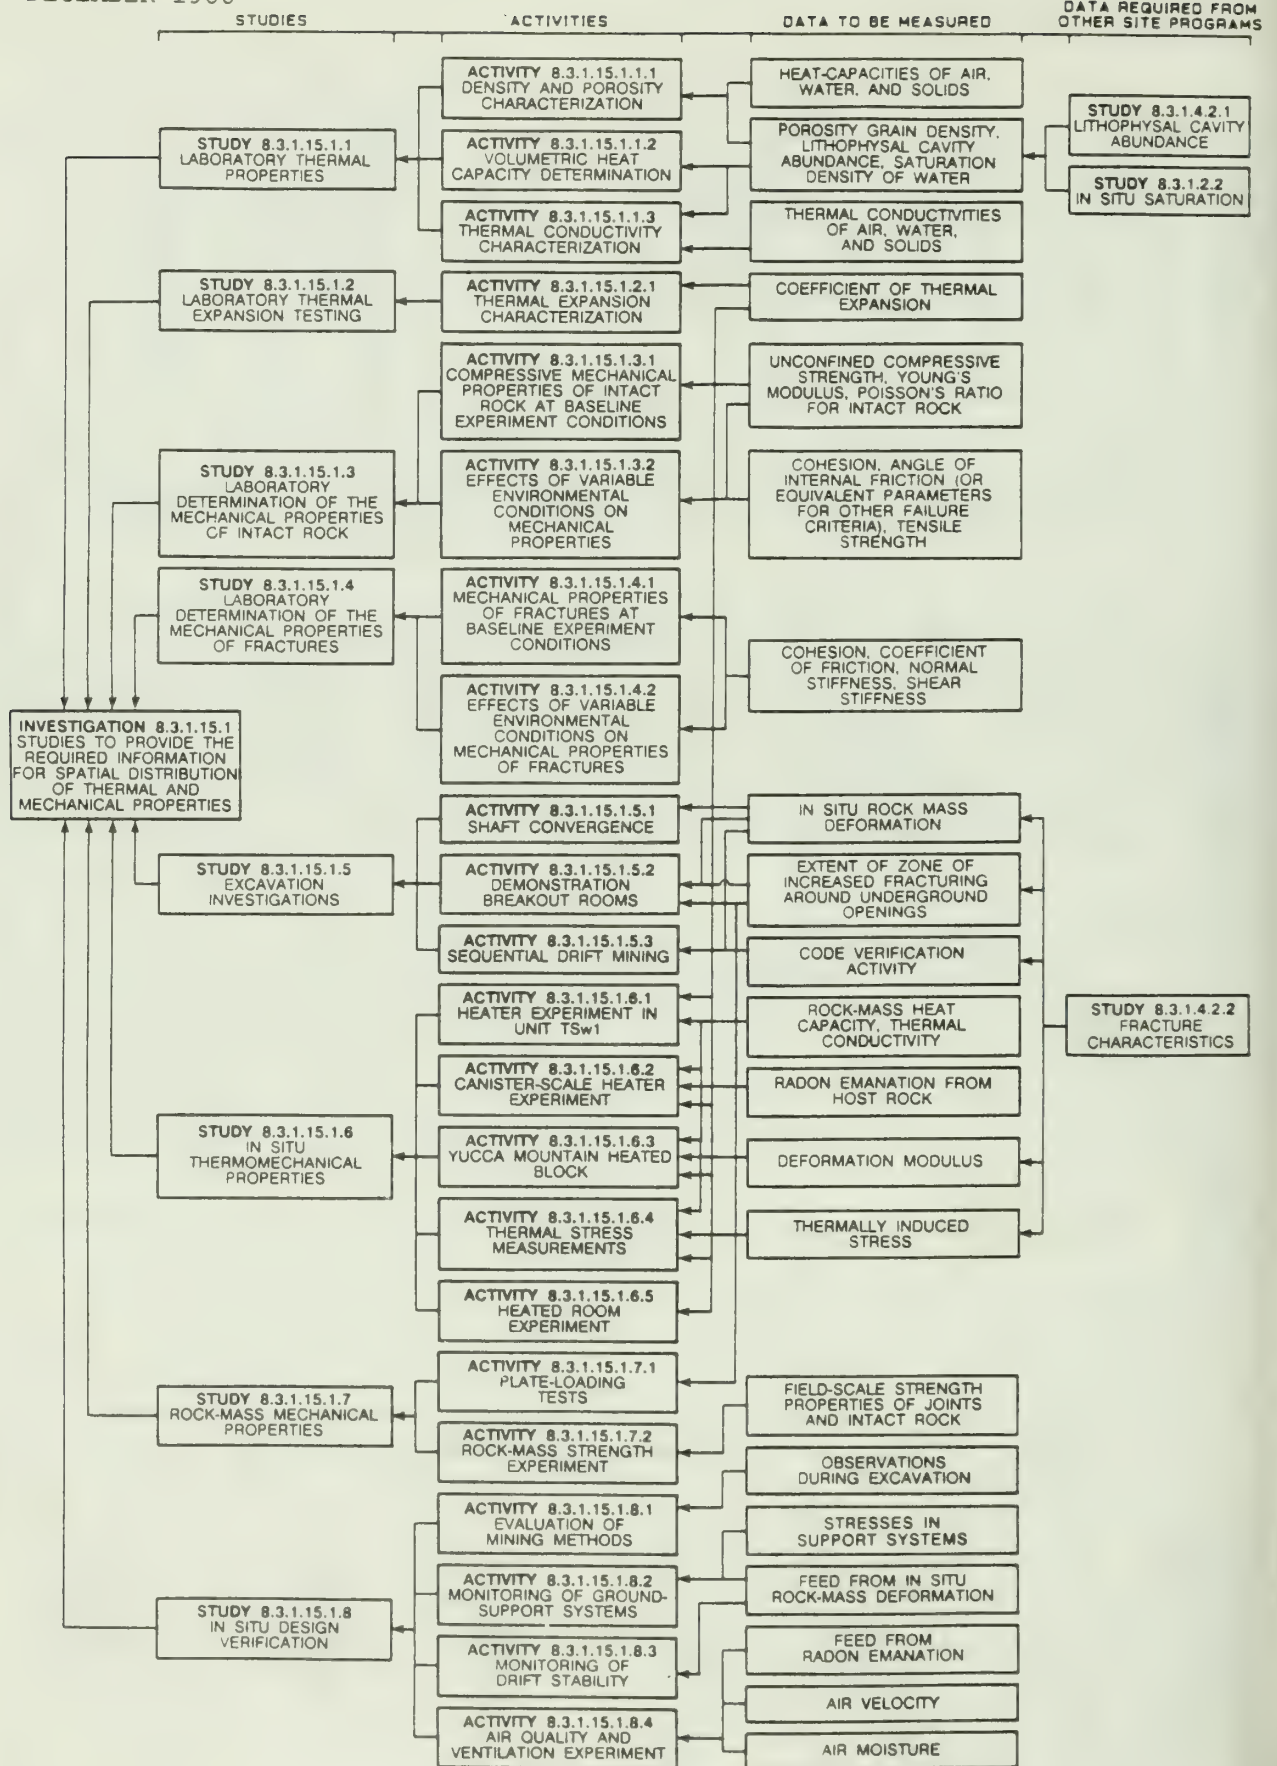 STUDIES
ACTIVITIES
DATA TO BE MEASURED
DATA REQUIRED FROM
OTHER SITE PROGRAMS
INVESTIGATION 8.3.1.15.1
STUDIES TO PROVIDE THE
REQUIRED INFORMATION
FOR SPATIAL DISTRIBUTION
OF THERMAL AND
MECHANICAL PROPERTIES
STUDY 8.3.1.15.1.1
LABORATORY THERMAL
PROPERTIES
STUDY 8.3.1.15.1.2
LABORATORY THERMAL
EXPANSION TESTING
STUDY 8.3.1.15.1.3
LABORATORY
DETERMINATION OF THE
MECHANICAL PROPERTIES
OF INTACT ROCK
STUDY 8.3.1.15.1.4
LABORATORY
DETERMINATION OF THE
MECHANICAL PROPERTIES
OF FRACTURES
STUDY 8.3.1.15.1.5
EXCAVATION
INVESTIGATIONS
STUDY 8.3.1.15.1.6
IN SITU
THERMOMECHANICAL
PROPERTIES
STUDY 8.3.1.15.1.7
ROCK-MASS MECHANICAL
PROPERTIES
STUDY 8.3.1.15.1.8
IN SITU DESIGN
VERIFICATION
ACTIVITY 8.3.1.15.1.1.1
DENSITY AND POROSITY
CHARACTERIZATION
ACTIVITY 8.3.1.15.1.1.2
VOLUMETRIC HEAT
CAPACITY DETERMINATION
ACTIVITY 8.3.1.15.1.1.3
THERMAL CONDUCTIVITY
CHARACTERIZATION
ACTIVITY 8.3.1.15.1.2.1
THERMAL EXPANSION
CHARACTERIZATION
ACTIVITY 8.3.1.15.1.3.1
COMPRESSIVE MECHANICAL
PROPERTIES OF INTACT
ROCK AT BASELINE
EXPERIMENT CONDITIONS
ACTIVITY 8.3.1.15.1.3.2
EFFECTS OF VARIABLE
ENVIRONMENTAL
CONDITIONS ON
MECHANICAL
PROPERTIES
ACTIVITY 8.3.1.15.1.4.1
MECHANICAL PROPERTIES
OF FRACTURES AT
BASELINE EXPERIMENT
CONDITIONS
ACTIVITY 8.3.1.15.1.4.2
EFFECTS OF VARIABLE
ENVIRONMENTAL
CONDITIONS ON
MECHANICAL PROPERTIES
OF FRACTURES
ACTIVITY 8.3.1.15.1.5.1
SHAFT CONVERGENCE
ACTIVITY 8.3.1.15.1.5.2
DEMONSTRATION
BREAKOUT ROOMS
ACTIVITY 8.3.1.15.1.5.3
SEQUENTIAL DRIFT MINING
ACTIVITY 8.3.1.15.1.6.1
HEATER EXPERIMENT IN
UNIT TSw1
ACTIVITY 8.3.1.15.1.6.2
CANISTER-SCALE HEATER
EXPERIMENT
ACTIVITY 8.3.1.15.1.6.3
YUCCA MOUNTAIN HEATED
BLOCK
ACTIVITY 8.3.1.15.1.6.4
THERMAL STRESS
MEASUREMENTS
ACTIVITY 8.3.1.15.1.6.5
HEATED ROOM
EXPERIMENT
ACTIVITY 8.3.1.15.1.7.1
PLATE-LOADING
TESTS
ACTIVITY 8.3.1.15.1.7.2
ROCK-MASS STRENGTH
EXPERIMENT
ACTIVITY 8.3.1.15.1.8.1
EVALUATION OF
MINING METHODS
ACTIVITY 8.3.1.15.1.8.2
MONITORING OF GROUND-
SUPPORT SYSTEMS
ACTIVITY 8.3.1.15.1.8.3
MONITORING OF
DRIFT STABILITY
ACTIVITY 8.3.1.15.1.8.4
AIR QUALITY AND
VENTILATION EXPERIMENT
HEAT-CAPACITIES OF AIR,
WATER, AND SOLIDS
POROSITY GRAIN DENSITY,
LITHOPHYSAL CAVITY
ABUNDANCE, SATURATION
DENSITY OF WATER
THERMAL CONDUCTIVITIES
OF AIR, WATER,
AND SOLIDS
COEFFICIENT OF THERMAL
EXPANSION
UNCONFINED COMPRESSIVE
STRENGTH, YOUNG'S
MODULUS, POISSON'S RATIO
FOR INTACT ROCK
COHESION, ANGLE OF
INTERNAL FRICTION (OR
EQUIVALENT PARAMETERS
FOR OTHER FAILURE
CRITERIA), TENSILE
STRENGTH
COHESION, COEFFICIENT
OF FRICTION, NORMAL
STIFFNESS, SHEAR
STIFFNESS
IN SITU ROCK MASS
DEFORMATION
EXTENT OF ZONE OF
INCREASED FRACTURING
AROUND UNDERGROUND
OPENINGS
CODE VERIFICATION
ACTIVITY
ROCK-MASS HEAT
CAPACITY, THERMAL
CONDUCTIVITY
RADON EMANATION FROM
HOST ROCK
DEFORMATION MODULUS
THERMALLY INDUCED
STRESS
FIELD-SCALE STRENGTH
PROPERTIES OF JOINTS
AND INTACT ROCK
OBSERVATIONS
DURING EXCAVATION
STRESSES IN
SUPPORT SYSTEMS
FEED FROM IN SITU
ROCK-MASS DEFORMATION
FEED FROM
RADON EMANATION
AIR VELOCITY
AIR MOISTURE
STUDY 8.3.1.4.2.1
LITHOPHYSAL CAVITY
ABUNDANCE
STUDY 8.3.1.2.2
IN SITU SATURATION
STUDY 8.3.1.4.2.2
FRACTURE
CHARACTERISTICS